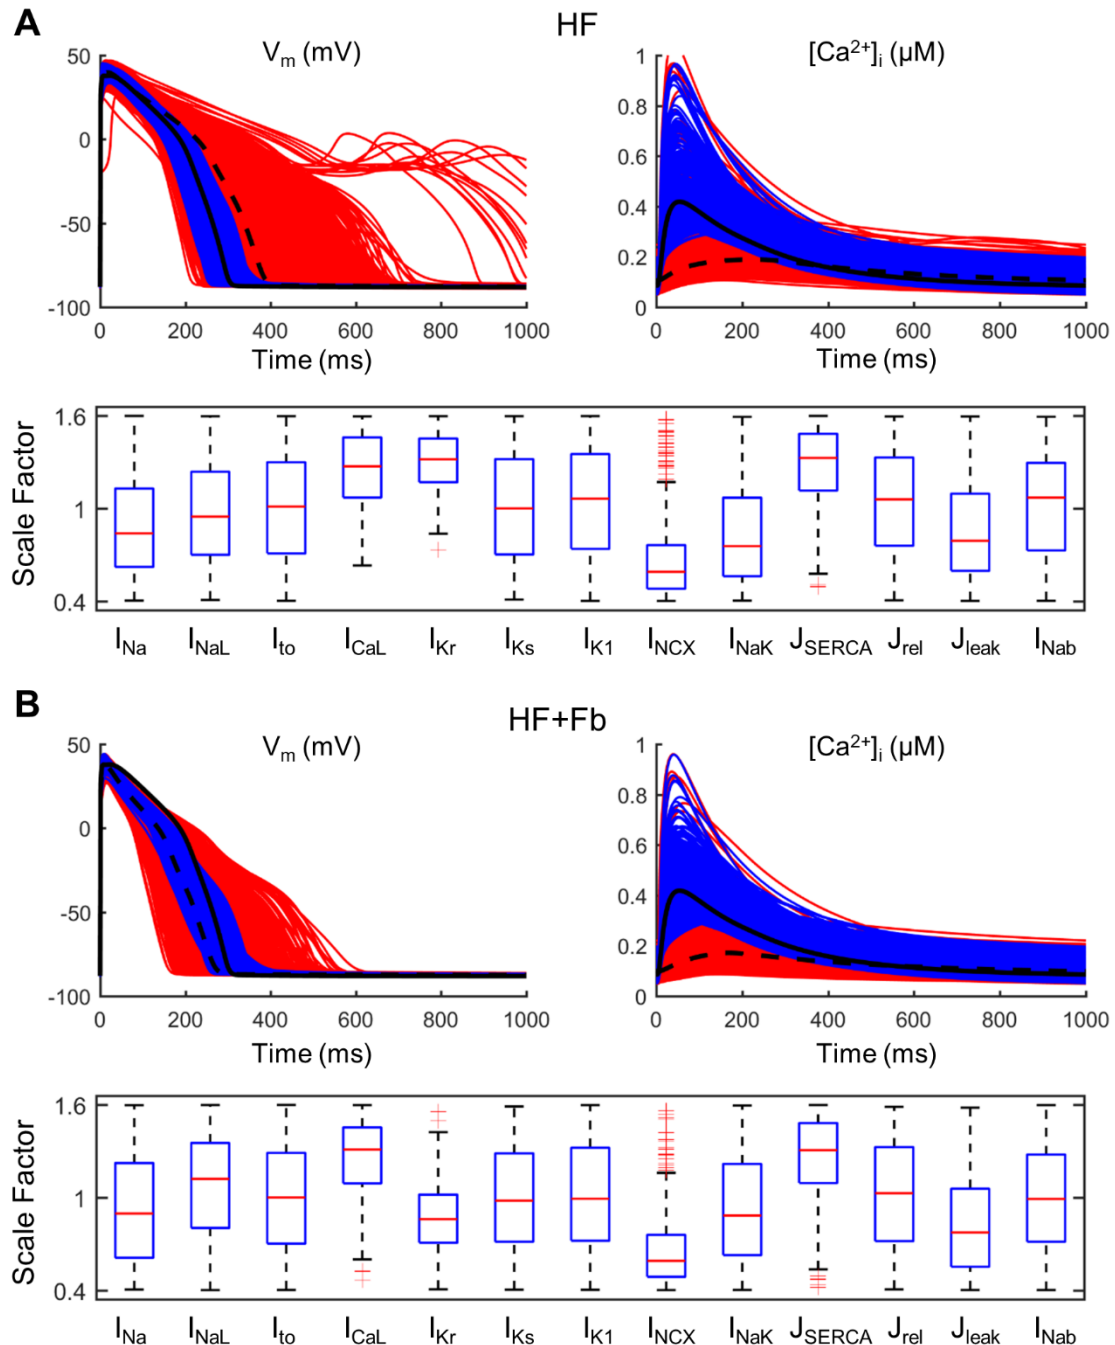 A
HF
Vm (mV)
[Ca2+]i (µM)
50
0
-50
-100
0 200 400 600 800 1000
Time (ms)
1
0.8
0.6
0.4
0.2
0
0 200 400 600 800 1000
Time (ms)
Scale Factor
1.6
1
0.4
INa INaL Ito ICaL IKr IKs IK1 INCX INaK JSERCA Jrel Jleak INab
B
HF+Fb
Vm (mV)
[Ca2+]i (µM)
50
0
-50
-100
0 200 400 600 800 1000
Time (ms)
1
0.8
0.6
0.4
0.2
0
0 200 400 600 800 1000
Time (ms)
Scale Factor
1.6
1
0.4
INa INaL Ito ICaL IKr IKs IK1 INCX INaK JSERCA Jrel Jleak INab